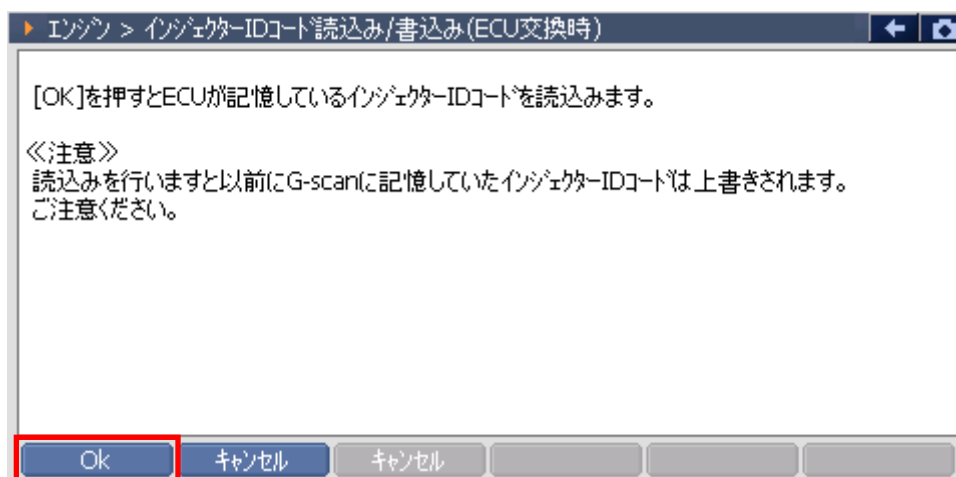 エンジン > インジェクターIDコード読込み/書込み(ECU交換時)
[OK]を押すとECUが記憶しているインジェクターIDコードを読込みます。
≪注意≫
読込みを行いますと以前にG-scanに記憶していたインジェクターIDコードは上書きされます。
ご注意ください。
Ok キャンセル キャンセル